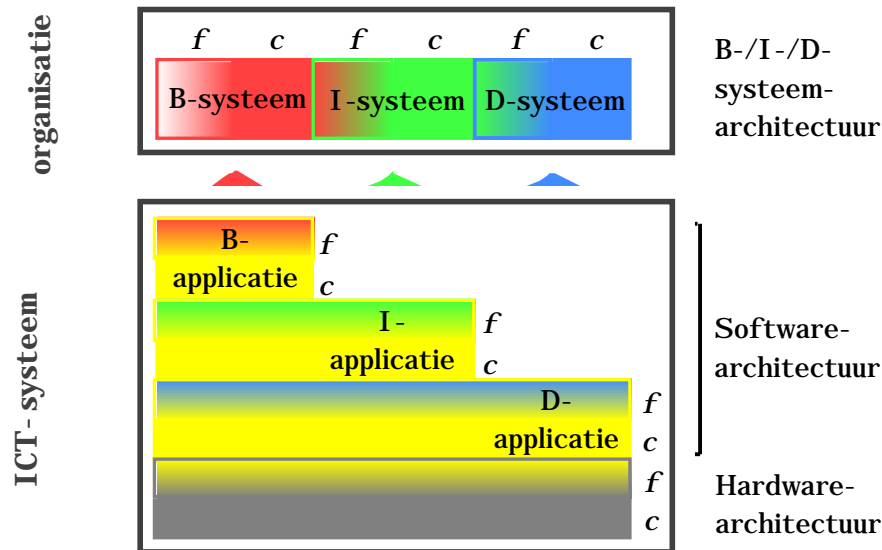 organisatie
f c f c f c
B-systeem I-systeem D-systeem
B-/I-/D-
systeem-
architectuur
ICT-systeem
B-
applicatie
f
c
I-
applicatie
f
c
D-
applicatie
f
c
f
c
Software-
architectuur
Hardware-
architectuur